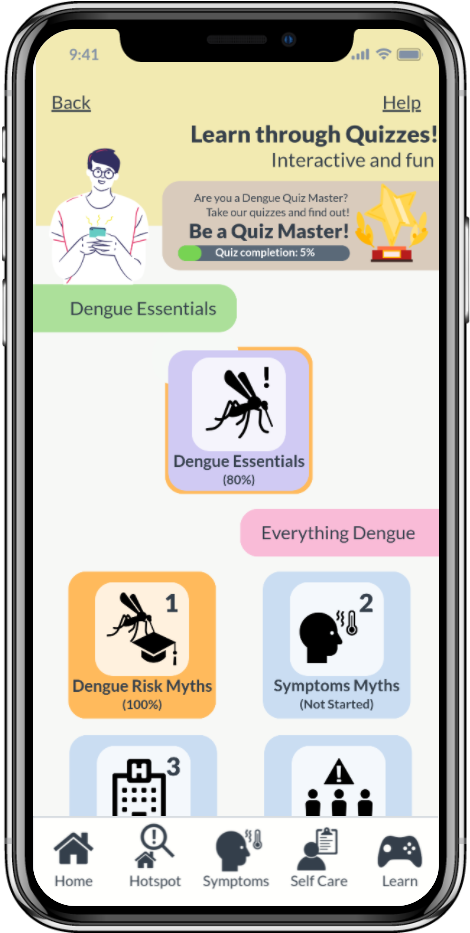 9:41
Back
Help
Learn through Quizzes!
Interactive and fun
Are you a Dengue Quiz Master?
Take our quizzes and find out!
Be a Quiz Master!
Quiz completion: 5%
Dengue Essentials
!
Dengue Essentials
(80%)
Everything Dengue
1
2
Dengue Risk Myths
(100%)
Symptoms Myths
(Not Started)
H
3
!
!
Home
Hotspot
Symptoms
Self Care
Learn